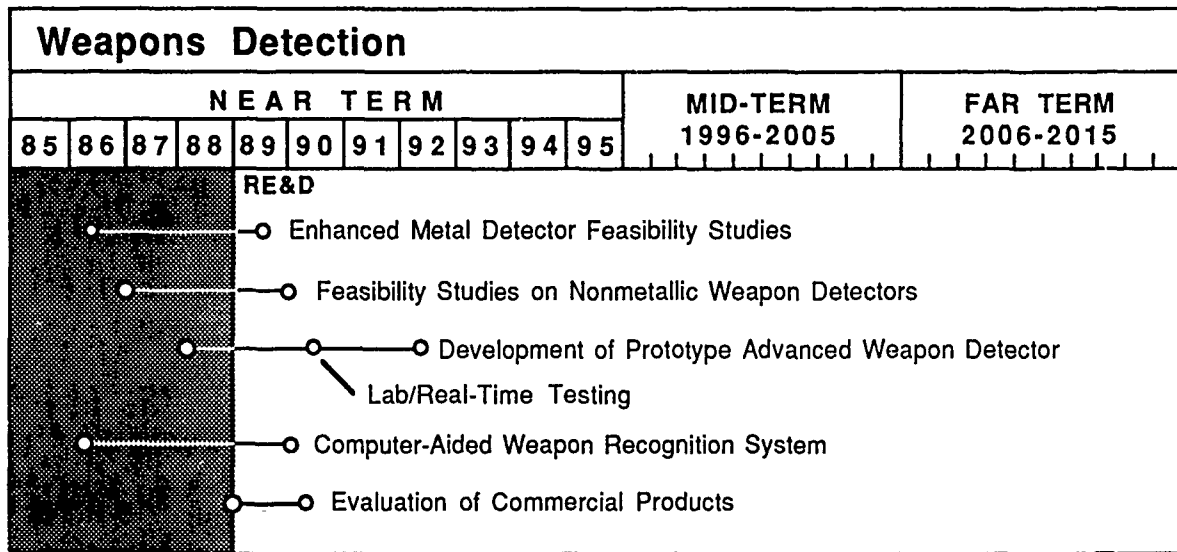 Weapons Detection
NEAR TERM
MID-TERM
1996-2005
FAR TERM
2006-2015
85 86 87 88 89 90 91 92 93 94 95
RE&D
Enhanced Metal Detector Feasibility Studies
Feasibility Studies on Nonmetallic Weapon Detectors
Development of Prototype Advanced Weapon Detector
Lab/Real-Time Testing
Computer-Aided Weapon Recognition System
Evaluation of Commercial Products